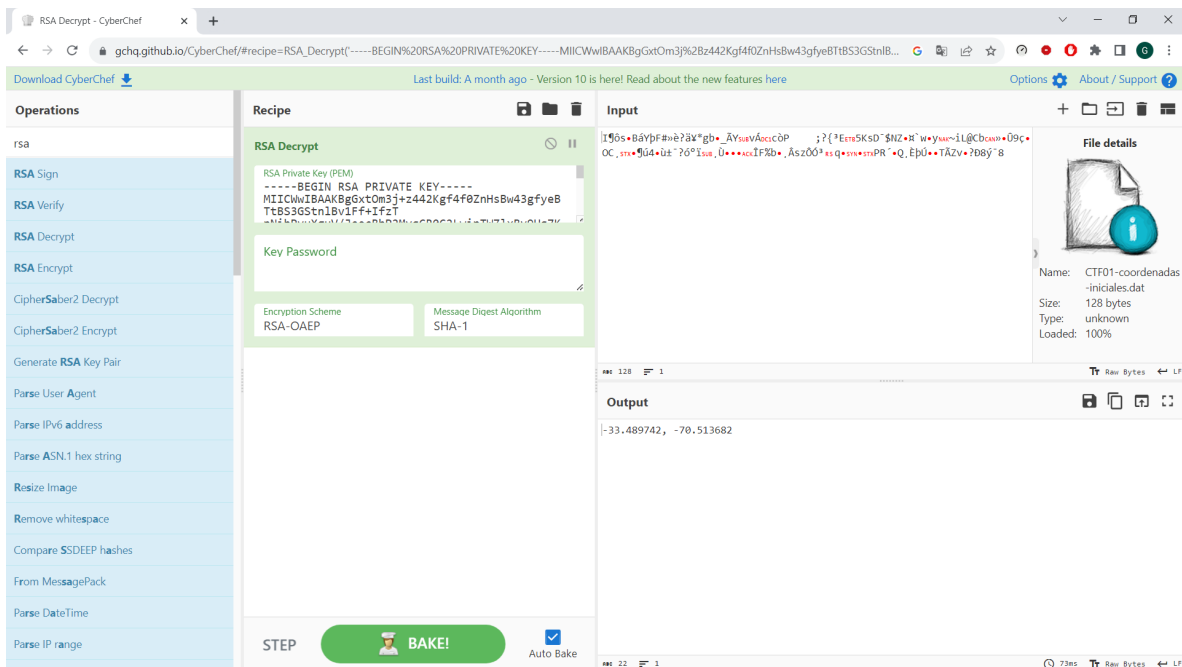 RSA Decrypt - CyberChef
gchq.github.io/CyberChef/#recipe=RSA_Decrypt('-----BEGIN%20RSA%20PRIVATE%20KEY-----MIICWwIBAAKBgGxtOm3j%2Bz442Kgf4f0ZnHsBw43gfyeBTtBS3GStnlB...
G
Download CyberChef
Last build: A month ago - Version 10 is here! Read about the new features here
Options
About / Support
Operations
Recipe
Input
rsa
RSA Sign
RSA Verify
RSA Decrypt
RSA Encrypt
CipherSaber2 Decrypt
CipherSaber2 Encrypt
Generate RSA Key Pair
Parse User Agent
Parse IPv6 address
Parse ASN.1 hex string
Resize Image
Remove whitespace
Compare SSDEEP hashes
From MessagePack
Parse DateTime
Parse IP range
RSA Decrypt
RSA Private Key (PEM)
-----BEGIN RSA PRIVATE KEY-----
MIICWwIBAAKBgGxtOm3j+z442Kgf4f0ZnHsBw43gfyeB
TtBS3GStnlBv1Ff+IfzT
Key Password
Encryption Scheme
RSA-OAEP
Message Digest Algorithm
SHA-1
STEP
BAKE!
Auto Bake
File details
Name: CTF01-coordenadas
-iniciales.dat
Size: 128 bytes
Type: unknown
Loaded: 100%
128 1
Raw Bytes LF
Output
-33.489742, -70.513682
22 1
73ms Raw Bytes LF